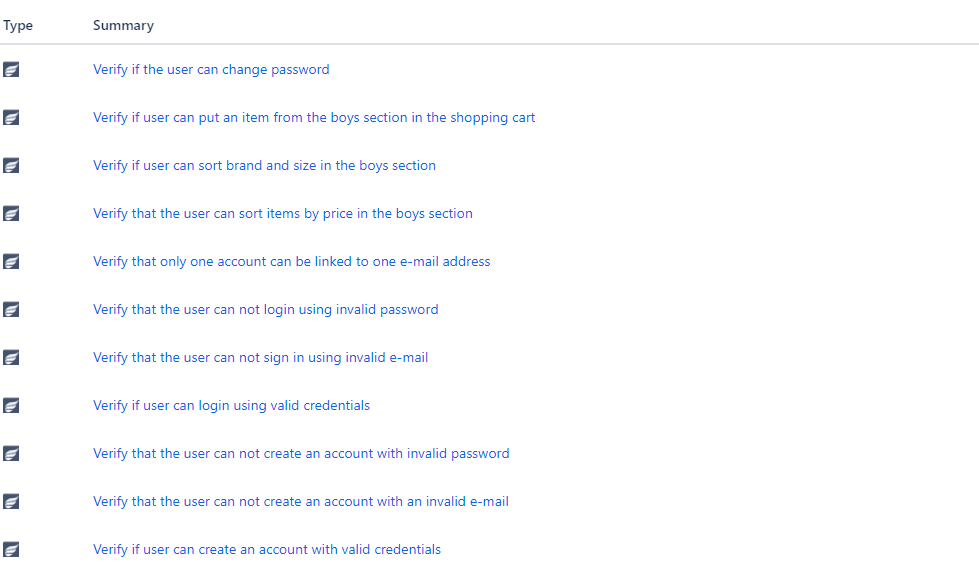 Type Summary
Verify if the user can change password
Verify if user can put an item from the boys section in the shopping cart
Verify if user can sort brand and size in the boys section
Verify that the user can sort items by price in the boys section
Verify that only one account can be linked to one e-mail address
Verify that the user can not login using invalid password
Verify that the user can not sign in using invalid e-mail
Verify if user can login using valid credentials
Verify that the user can not create an account with invalid password
Verify that the user can not create an account with an invalid e-mail
Verify if user can create an account with valid credentials